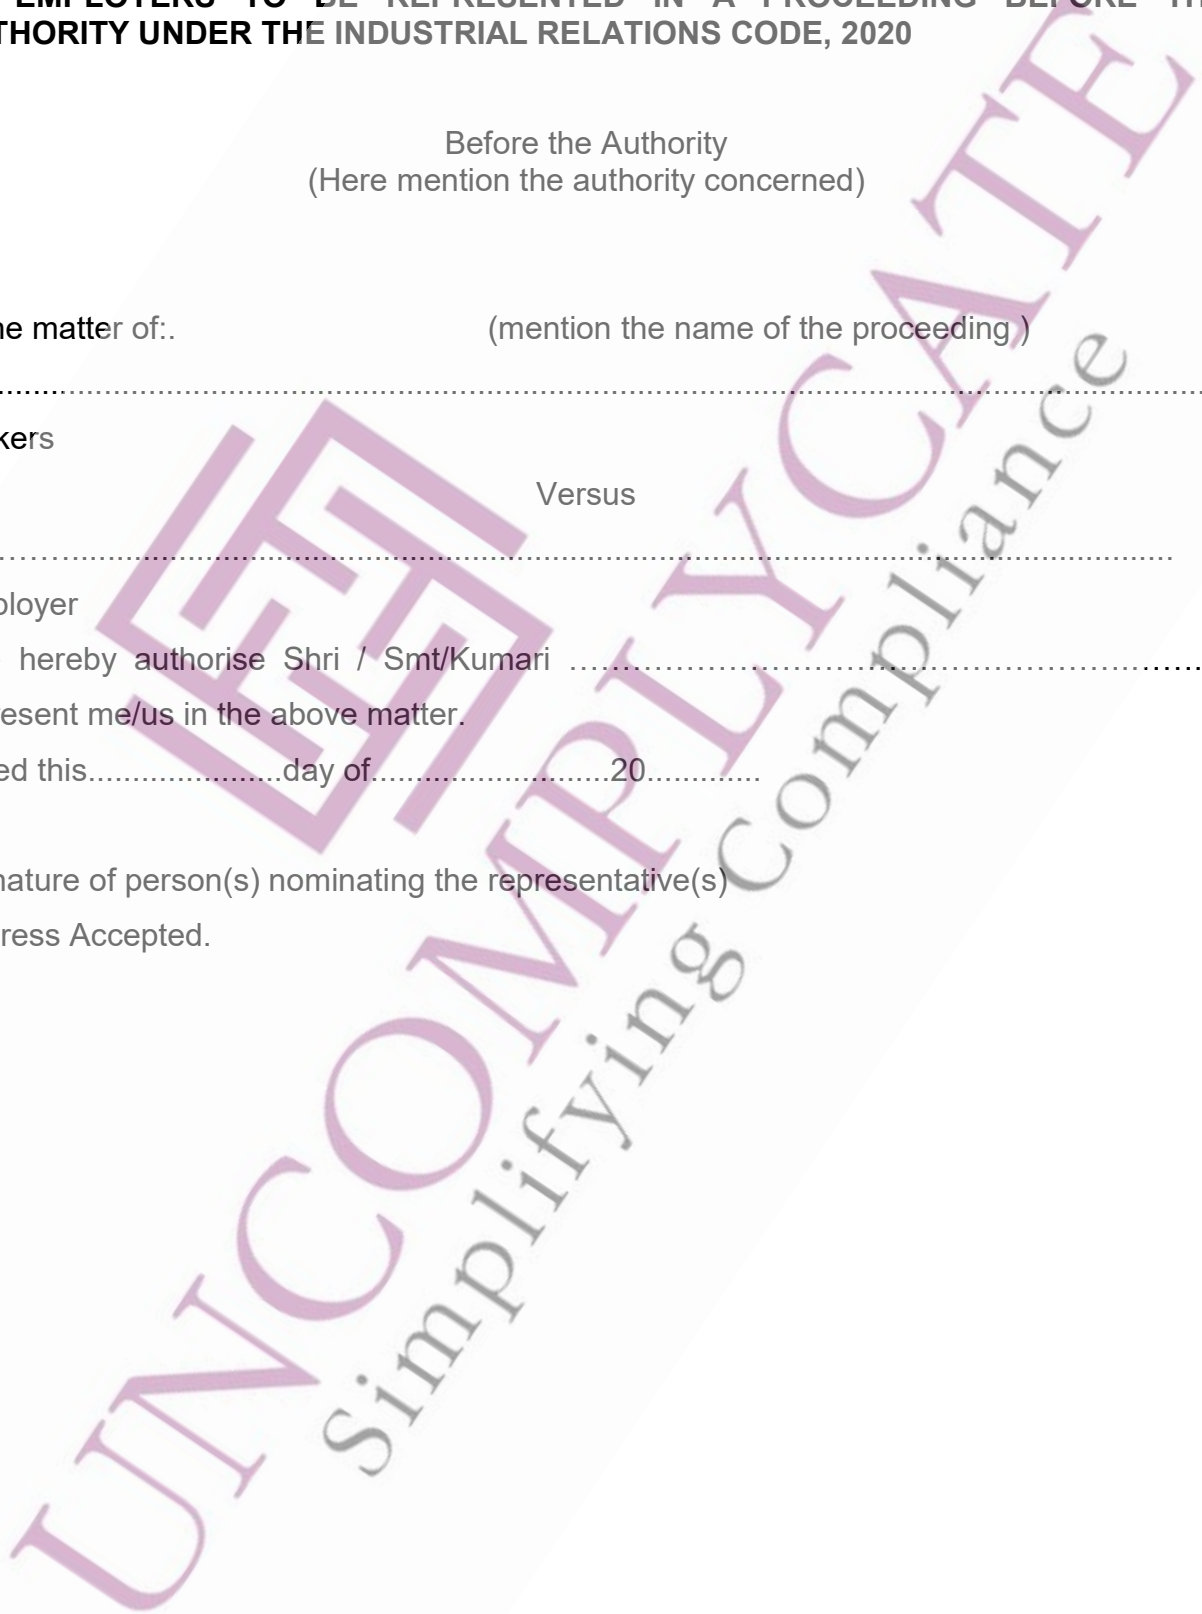 EMPLOYERS TO BE REPRESENTED IN A PROCEEDING BEFORE
THORITY UNDER THE INDUSTRIAL RELATIONS CODE, 2020
Before the Authority
(Here mention the authority concerned)
he matter of:. (mention the name of the proceeding )
kers
Versus
ployer
hereby authorise Shri / Smt/Kumari ........................................................
resent me/us in the above matter.
ed this......................day of...........................20.............
nature of person(s) nominating the representative(s)
ress Accepted.
UNCOMPLYCATE
Simplifying Compliance